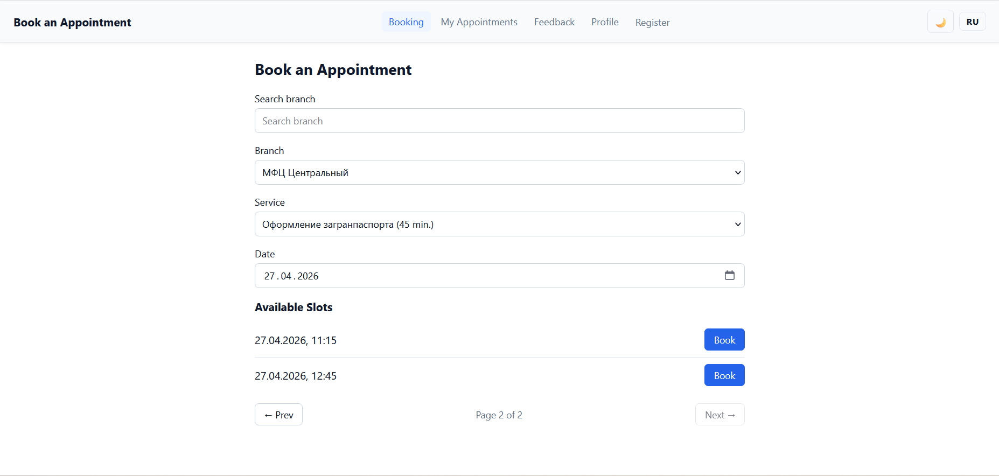 Book an Appointment
Booking
My Appointments
Feedback
Profile
Register
RU
Book an Appointment
Search branch
Search branch
Branch
МФЦ Центральный
Service
Оформление загранпаспорта (45 min.)
Date
27.04.2026
Available Slots
27.04.2026, 11:15
Book
27.04.2026, 12:45
Book
← Prev
Page 2 of 2
Next →